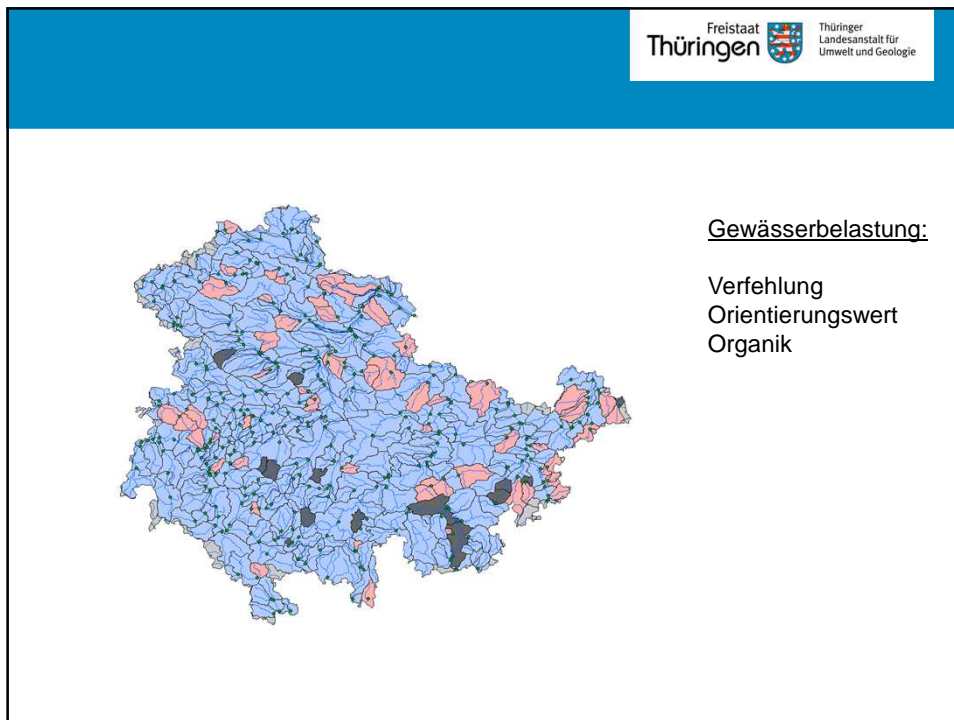 Freistaat
Thüringen
Thüringer
Landesanstalt für
Umwelt und Geologie
Gewässerbelastung:
Verfehlung
Orientierungswert
Organik